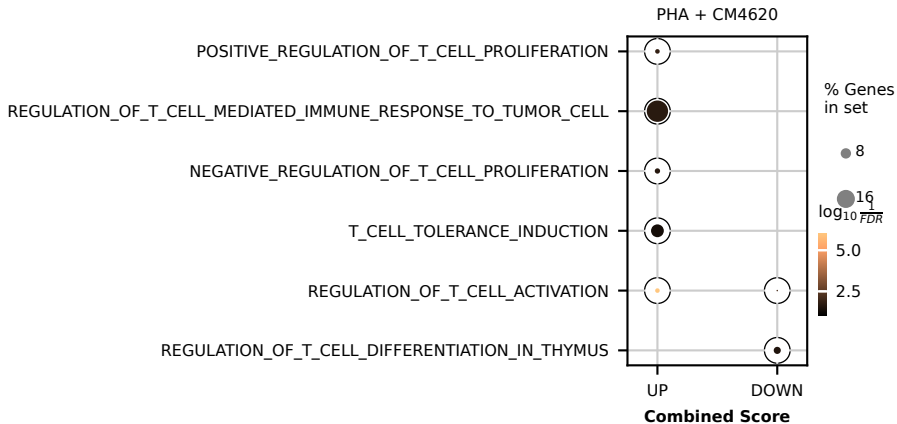 PHA + CM4620
POSITIVE_REGULATION_OF_T_CELL_PROLIFERATION
REGULATION_OF_T_CELL_MEDIATED_IMMUNE_RESPONSE_TO_TUMOR_CELL
NEGATIVE_REGULATION_OF_T_CELL_PROLIFERATION
T_CELL_TOLERANCE_INDUCTION
REGULATION_OF_T_CELL_ACTIVATION
REGULATION_OF_T_CELL_DIFFERENTIATION_IN_THYMUS
UP DOWN
Combined Score
% Genes
in set
8
16
log₁₀ 1/FDR
5.0
2.5